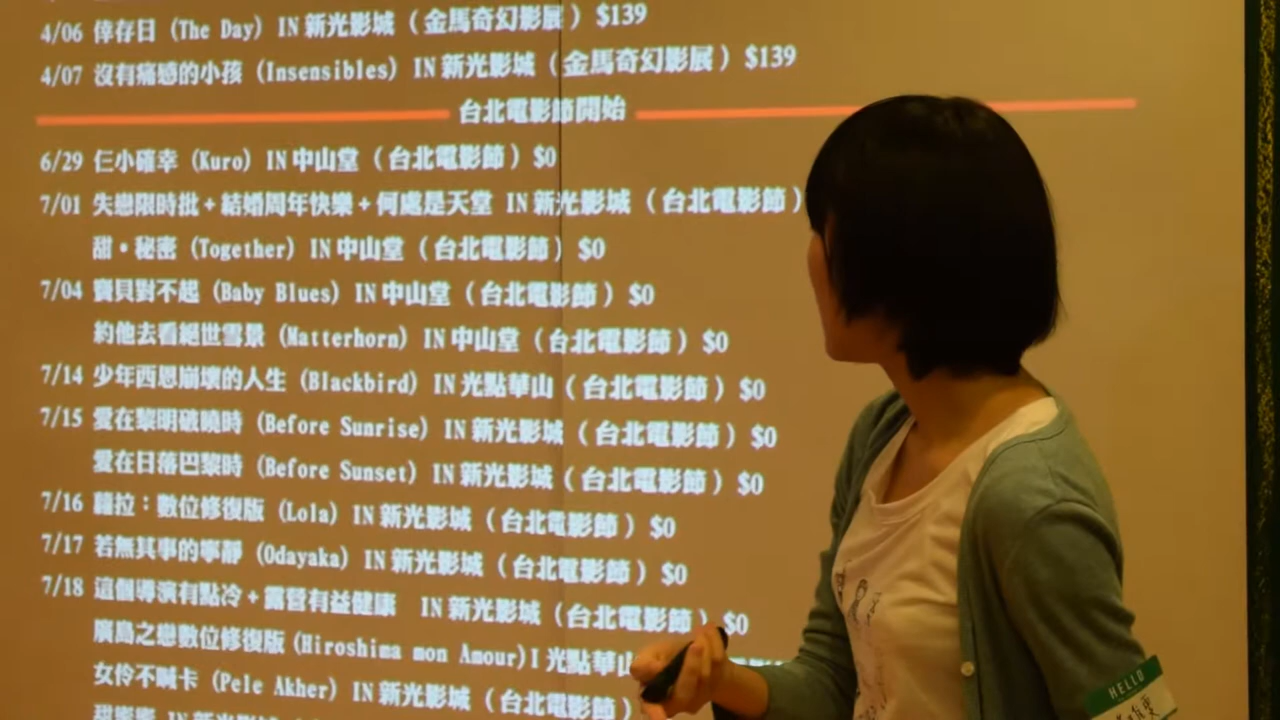 4/06 倖存日 (The Day) IN 新光影城 (金馬奇幻影展) $139
4/07 沒有痛感的小孩 (Insensibles) IN 新光影城 (金馬奇幻影展) $139
台北電影節開始
6/29 仨小確幸 (Kuro) IN 中山堂 (台北電影節) $0
7/01 失戀限時批 + 結婚周年快樂 + 何處是天堂 IN 新光影城 (台北電影節)
甜‧秘密 (Together) IN 中山堂 (台北電影節) $0
7/04 寶貝對不起 (Baby Blues) IN 中山堂 (台北電影節) $0
約他去看絕世雪景 (Matterhorn) IN 中山堂 (台北電影節) $0
7/14 少年西恩崩壞的人生 (Blackbird) IN 光點華山 (台北電影節) $0
7/15 愛在黎明破曉時 (Before Sunrise) IN 新光影城 (台北電影節) $0
愛在日落巴黎時 (Before Sunset) IN 新光影城 (台北電影節) $0
7/16 蘿拉:數位修復版 (Lola) IN 新光影城 (台北電影節) $0
7/17 若無其事的寧靜 (Odayaka) IN 新光影城 (台北電影節) $0
7/18 這個導演有點冷 + 露營有益健康 IN 新光影城 (台北電影節) $0
廣島之戀數位修復版 (Hiroshima mon Amour)I 光點華山
女伶不喊卡 (Pele Akher) IN 新光影城 (台北電影節)
HELLO